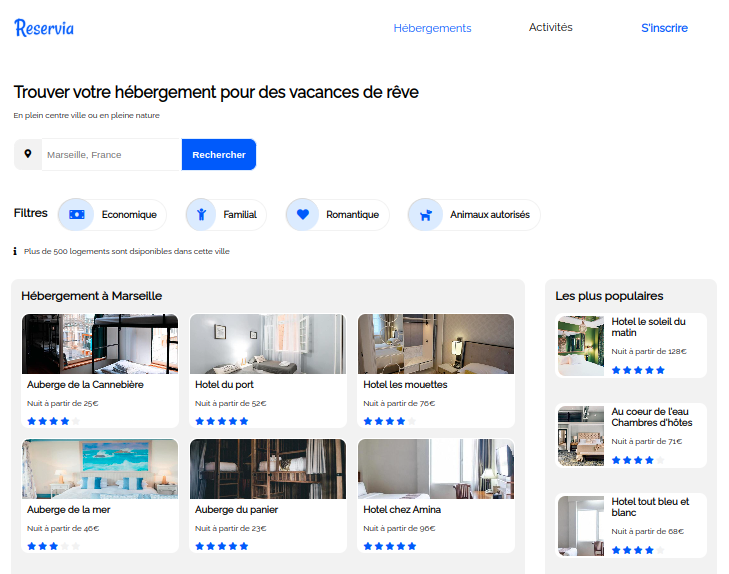 Reservia
Hébergements
Activités
S'inscrire
Trouver votre hébergement pour des vacances de rêve
En plein centre ville ou en pleine nature
Marseille, France
Rechercher
Filtres
Economique
Familial
Romantique
Animaux autorisés
Plus de 500 logements sont dsiponibles dans cette ville
Hébergement à Marseille
Auberge de la Cannebière
Nuit à partir de 25€
Hotel du port
Nuit à partir de 52€
Hotel les mouettes
Nuit à partir de 76€
Auberge de la mer
Nuit à partir de 46€
Auberge du panier
Nuit à partir de 23€
Hotel chez Amina
Nuit à partir de 96€
Les plus populaires
Hotel le soleil du
matin
Nuit à partir de 128€
Au coeur de l'eau
Chambres d'hôtes
Nuit à partir de 71€
Hotel tout bleu et
blanc
Nuit à partir de 68€